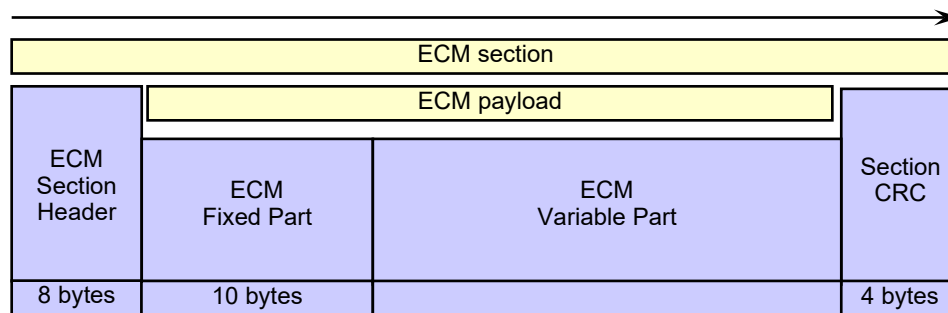 ECM section
ECM payload
ECM
Section
Header
ECM
Fixed Part
ECM
Variable Part
Section
CRC
8 bytes
10 bytes
4 bytes